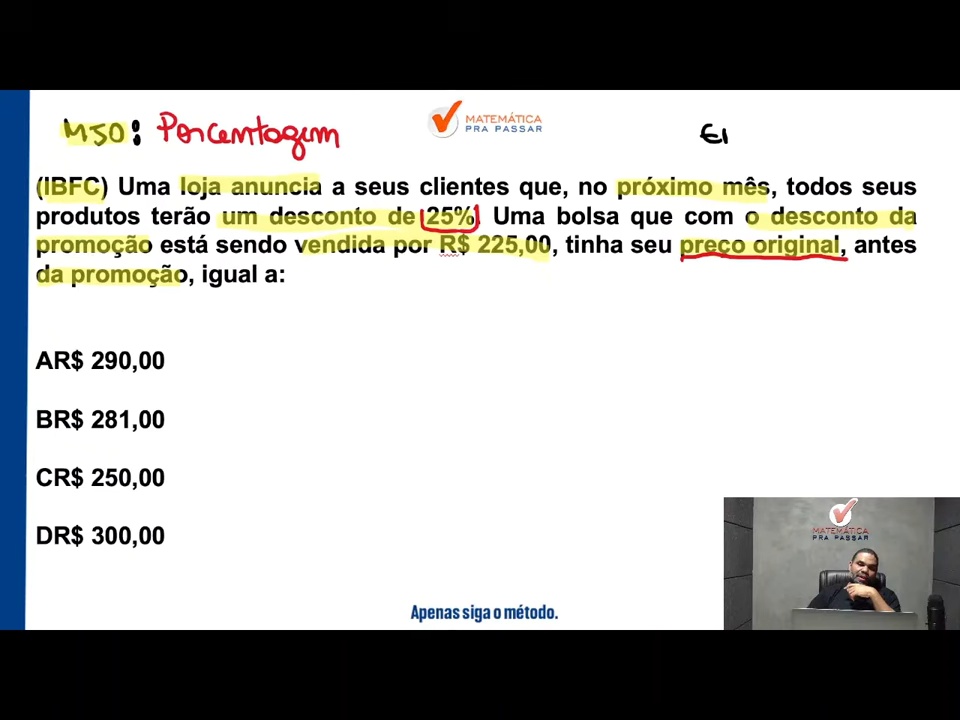 MJO: Porcentagem
MATEMÁTICA
PRA PASSAR
(IBFC) Uma loja anuncia a seus clientes que, no próximo mês, todos seus
produtos terão um desconto de 25%. Uma bolsa que com o desconto da
promoção está sendo vendida por R$ 225,00, tinha seu preço original, antes
da promoção, igual a:
AR$ 290,00
BR$ 281,00
CR$ 250,00
DR$ 300,00
MATEMÁTICA
PRA PASSAR
Apenas siga o método.